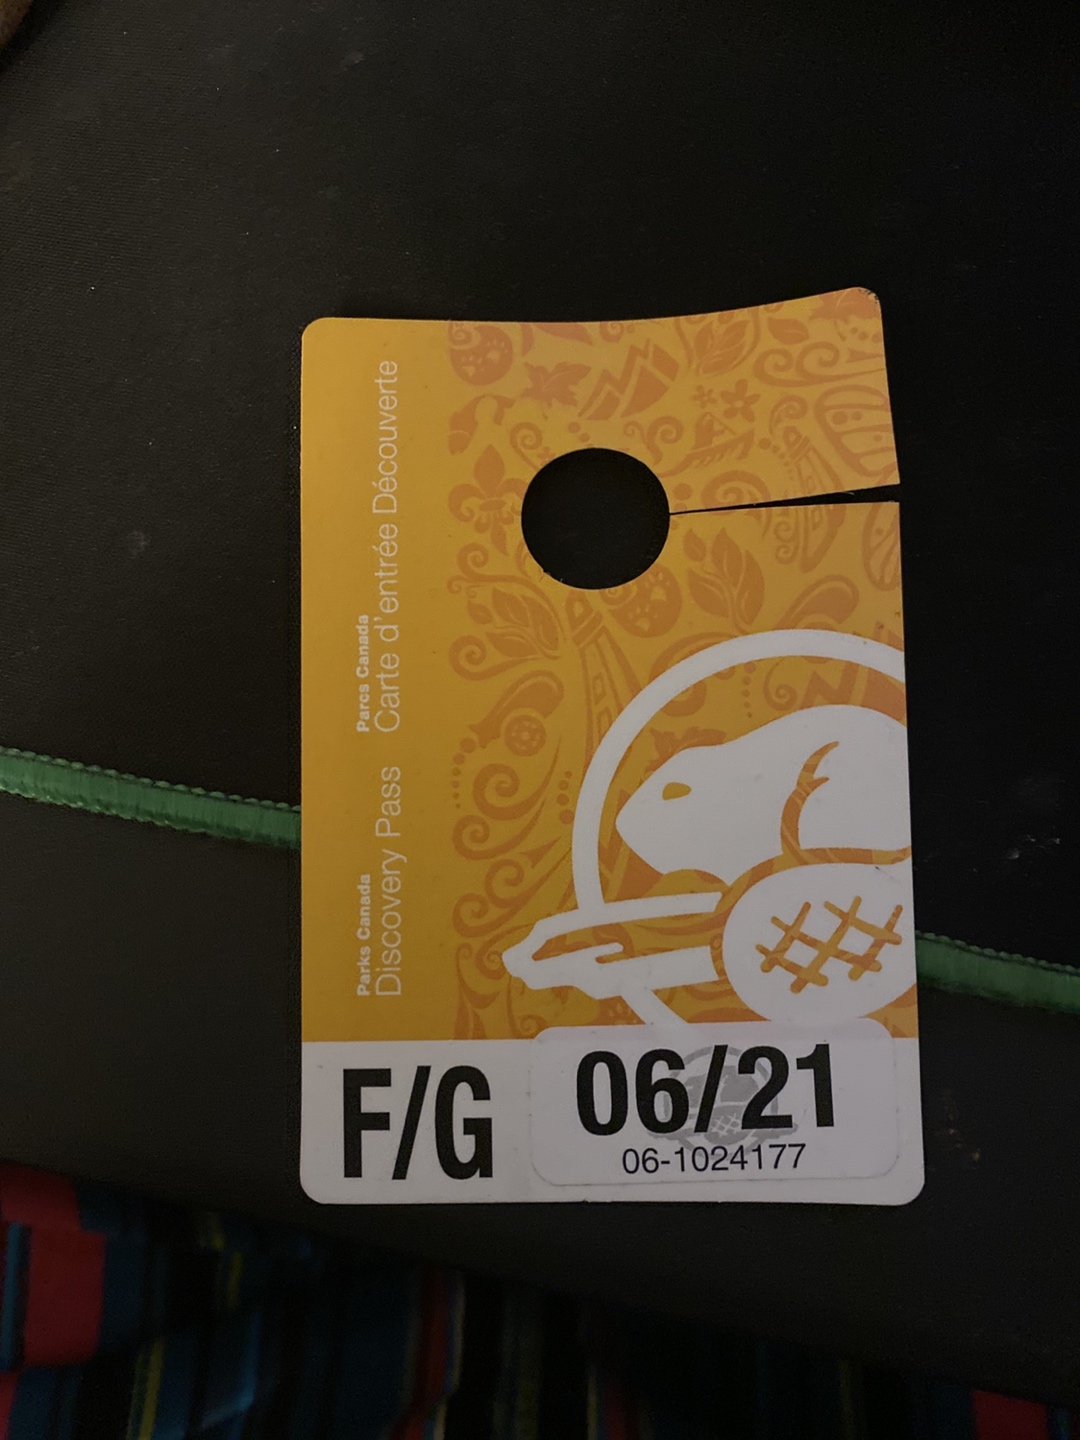 Parks Canada
Discovery Pass
Parcs Canada
Carte d'entrée Découverte
F/G
06/21
06-1024177